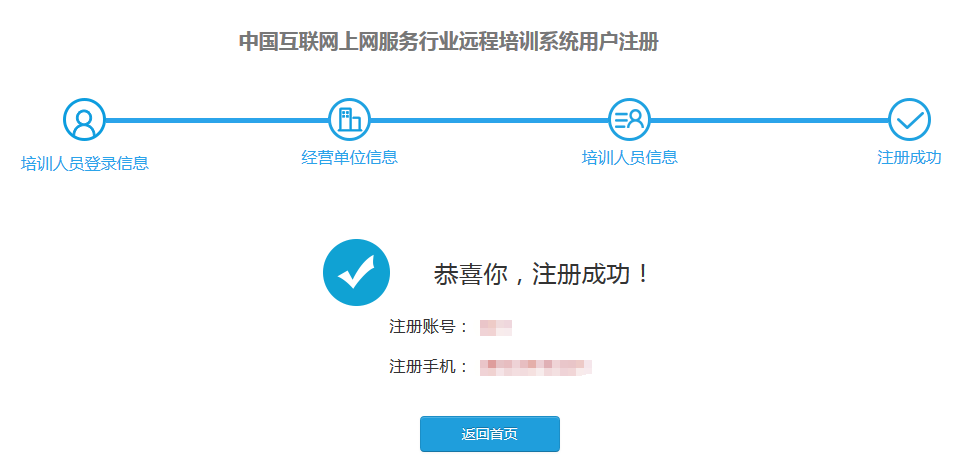 中国互联网上网服务行业远程培训系统用户注册
培训人员登录信息
经营单位信息
培训人员信息
注册成功
恭喜你，注册成功！
注册账号：
注册手机：
返回首页